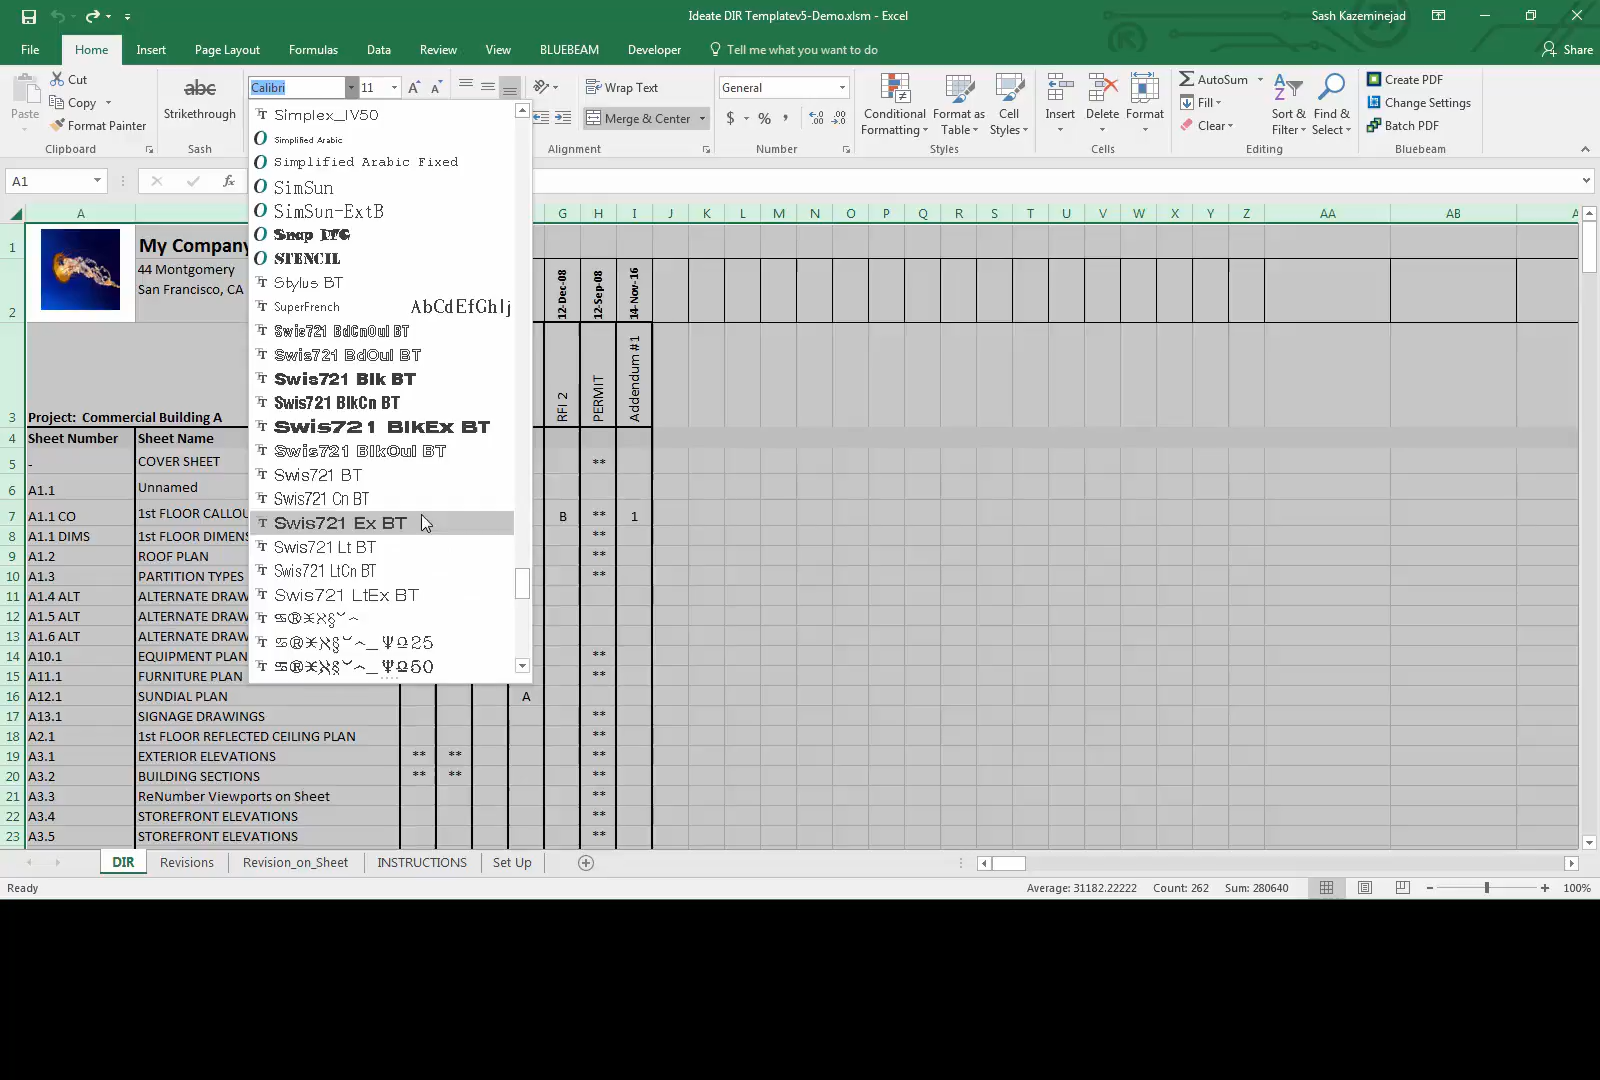 Ideate DIR Templatev5-Demo.xlsm - Excel
Sash Kazeminejad
File Home Insert Page Layout Formulas Data Review View BLUEBEAM Developer Tell me what you want to do Share
Paste
Cut
Copy
Format Painter
Clipboard
abc
Strikethrough
Sash
Calibri 11
Wrap Text
Merge & Center
Alignment
General
$ % ,
Number
Conditional Formatting
Format as Table
Cell Styles
Styles
Insert Delete Format
Cells
AutoSum
Fill
Clear
Sort & Filter
Find & Select
Editing
Create PDF
Change Settings
Batch PDF
Bluebeam
A1
fx
Simplex_IV50
Simplified Arabic
Simplified Arabic Fixed
SimSun
SimSun-ExtB
Snap ITC
STENCIL
Stylus BT
SuperFrench AbCdEfGhIj
Swis721 BdCnOul BT
Swis721 BdOul BT
Swis721 Blk BT
Swis721 BlkCn BT
Swis721 BlkEx BT
Swis721 BlkOul BT
Swis721 BT
Swis721 Cn BT
Swis721 Ex BT
Swis721 Lt BT
Swis721 LtCn BT
Swis721 LtEx BT
A G H I J K L M N O P Q R S T U V W X Y Z AA AB
1 My Company
44 Montgomery
San Francisco, CA
2 12-Dec-08 12-Sep-08 14-Nov-16
RFI 2 PERMIT Addendum #1
3 Project: Commercial Building A
4 Sheet Number Sheet Name
5 - COVER SHEET **
6 A1.1 Unnamed
7 A1.1 CO 1st FLOOR CALLOU B ** 1
8 A1.1 DIMS 1st FLOOR DIMENS **
9 A1.2 ROOF PLAN **
10 A1.3 PARTITION TYPES **
11 A1.4 ALT ALTERNATE DRAW
12 A1.5 ALT ALTERNATE DRAW
13 A1.6 ALT ALTERNATE DRAW
14 A10.1 EQUIPMENT PLAN **
15 A11.1 FURNITURE PLAN **
16 A12.1 SUNDIAL PLAN A
17 A13.1 SIGNAGE DRAWINGS **
18 A2.1 1st FLOOR REFLECTED CEILING PLAN **
19 A3.1 EXTERIOR ELEVATIONS ** ** **
20 A3.2 BUILDING SECTIONS ** ** **
21 A3.3 ReNumber Viewports on Sheet **
22 A3.4 STOREFRONT ELEVATIONS **
23 A3.5 STOREFRONT ELEVATIONS **
DIR Revisions Revision_on_Sheet INSTRUCTIONS Set Up
Ready Average: 31182.22222 Count: 262 Sum: 280640 100%